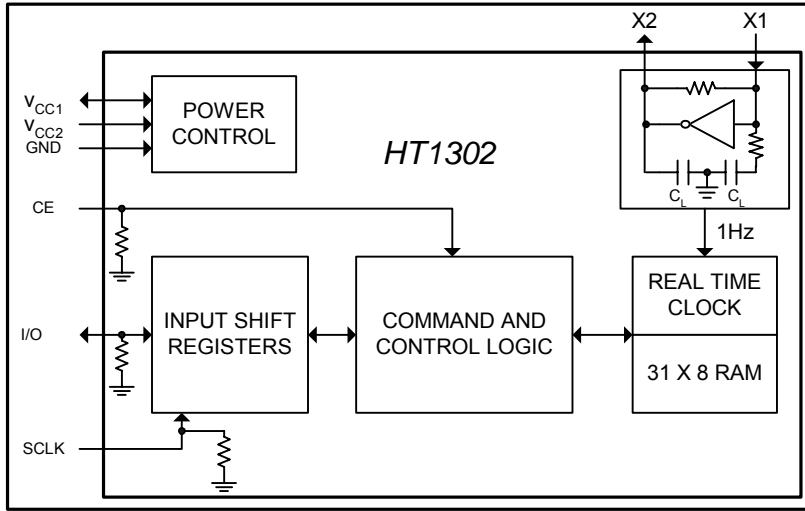 X2 X1
VCC1
VCC2
GND
POWER
CONTROL
HT1302
CL CL
CE
1Hz
I/O
INPUT SHIFT
REGISTERS
COMMAND AND
CONTROL LOGIC
REAL TIME
CLOCK
31 X 8 RAM
SCLK